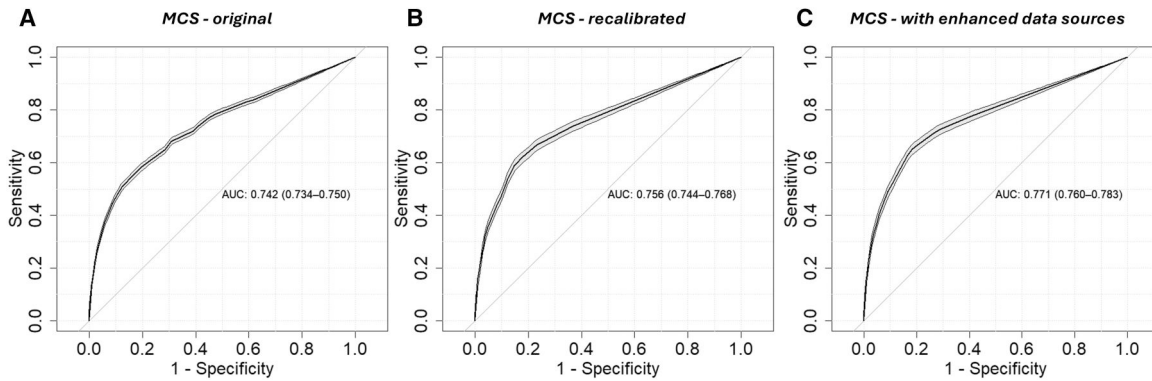 A
MCS - original
1.0
0.8
0.6
0.4
0.2
0.0
Sensitivity
AUC: 0.742 (0.734–0.750)
0.0 0.2 0.4 0.6 0.8 1.0
1 - Specificity
B
MCS - recalibrated
1.0
0.8
0.6
0.4
0.2
0.0
Sensitivity
AUC: 0.756 (0.744–0.768)
0.0 0.2 0.4 0.6 0.8 1.0
1 - Specificity
C
MCS - with enhanced data sources
1.0
0.8
0.6
0.4
0.2
0.0
Sensitivity
AUC: 0.771 (0.760–0.783)
0.0 0.2 0.4 0.6 0.8 1.0
1 - Specificity